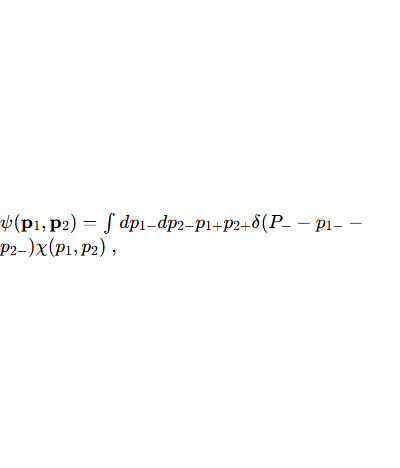 ψ(𝐩₁, 𝐩₂) = ∫ dp₁₋dp₂₋p₁₊p₂₊δ(P₋ − p₁₋ −
p₂₋)χ(p₁, p₂) ,